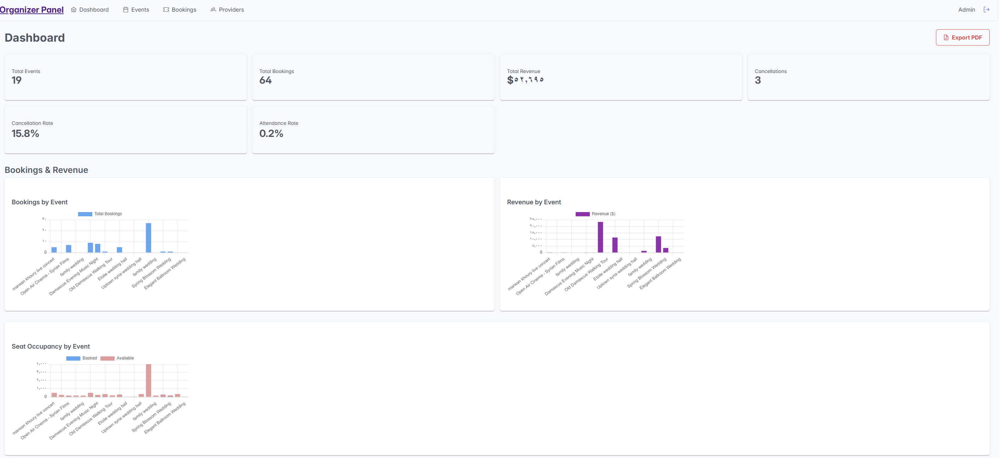 Organizer Panel Dashboard Events Bookings Providers Admin
Dashboard
Export PDF
Total Events
19
Total Bookings
64
Total Revenue
$٥٢,٦٩٥
Cancellations
3
Cancellation Rate
15.8%
Attendance Rate
0.2%
Bookings & Revenue
Bookings by Event
Total Bookings
٣٠
٢٠
١٠
0
marwan khoury live concert
Open Air Cinema - Syrian Films
family wedding
Damascus Evening Music Night
Old Damascus Walking Tour
Etoile wedding hall
Uptown syria wedding hall
family wedding
Spring Blossom Wedding
Elegant Ballroom Wedding
Revenue by Event
Revenue ($)
٢٥,٠٠٠
٢٠,٠٠٠
١٥,٠٠٠
١٠,٠٠٠
٥,٠٠٠
0
marwan khoury live concert
Open Air Cinema - Syrian Films
family wedding
Damascus Evening Music Night
Old Damascus Walking Tour
Etoile wedding hall
Uptown syria wedding hall
family wedding
Spring Blossom Wedding
Elegant Ballroom Wedding
Seat Occupancy by Event
Booked Available
٤,٠٠٠
٣,٠٠٠
٢,٠٠٠
١,٠٠٠
0
marwan khoury live concert
Open Air Cinema - Syrian Films
family wedding
Damascus Evening Music Night
Old Damascus Walking Tour
Etoile wedding hall
Uptown syria wedding hall
family wedding
Spring Blossom Wedding
Elegant Ballroom Wedding